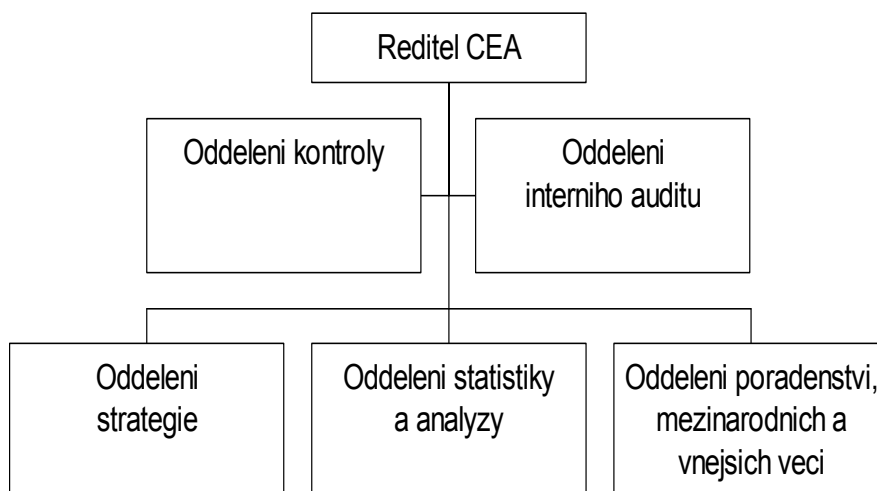 Reditel CEA
Oddeleni kontroly
Oddeleni
interniho auditu
Oddeleni
strategie
Oddeleni statistiky
a analyzy
Oddeleni poradenstvi,
mezinarodnich a
vnejsich veci